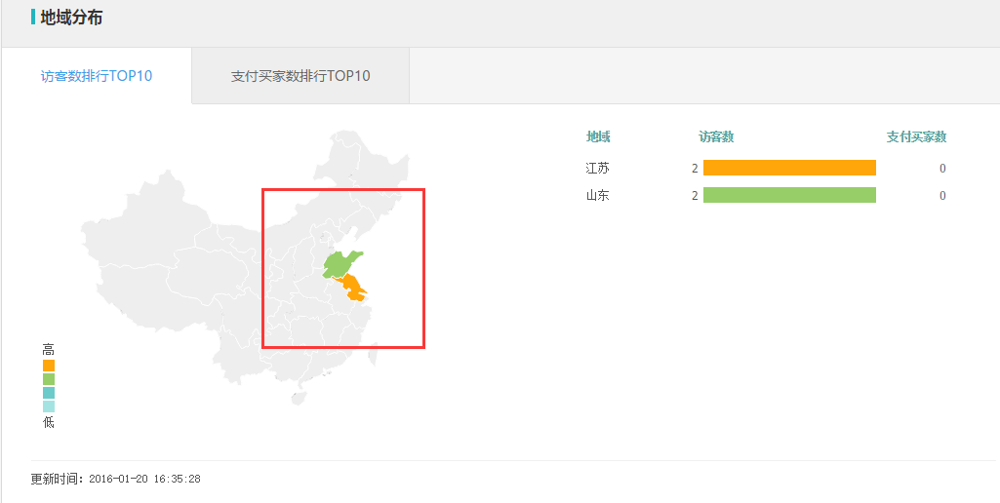 地域分布
访客数排行TOP10
支付买家数排行TOP10
地域 访客数 支付买家数
江苏 2 0
山东 2 0
高
低
更新时间：2016-01-20 16:35:28